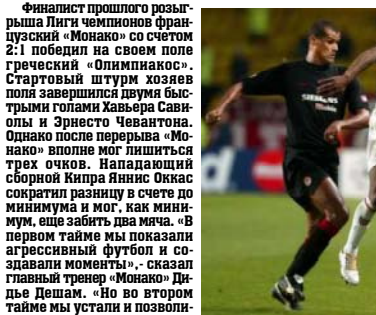 Финалист прошлого розыг-
рыша Лиги чемпионов фран-
цузский «Монако» со счетом
2:1 победил на своем поле
греческий «Олимпиакос».
Стартовый штурм хозяев
поля завершился двумя быс-
трыми голами Хавьера Сави-
олы и Эрнесто Чевантона.
Однако после перерыва «Мо-
нако» вполне мог лишиться
трех очков. Нападающий
сборной Кипра Яннис Оккас
сократил разницу в счете до
минимума и мог, как мини-
мум, еще забить два мяча. «В
первом тайме мы показали
агрессивный футбол и со-
здавали моменты»,- сказал
главный тренер «Монако» Ди-
дье Дешам. «Но во втором
тайме мы устали и позволи-
SIEMENS